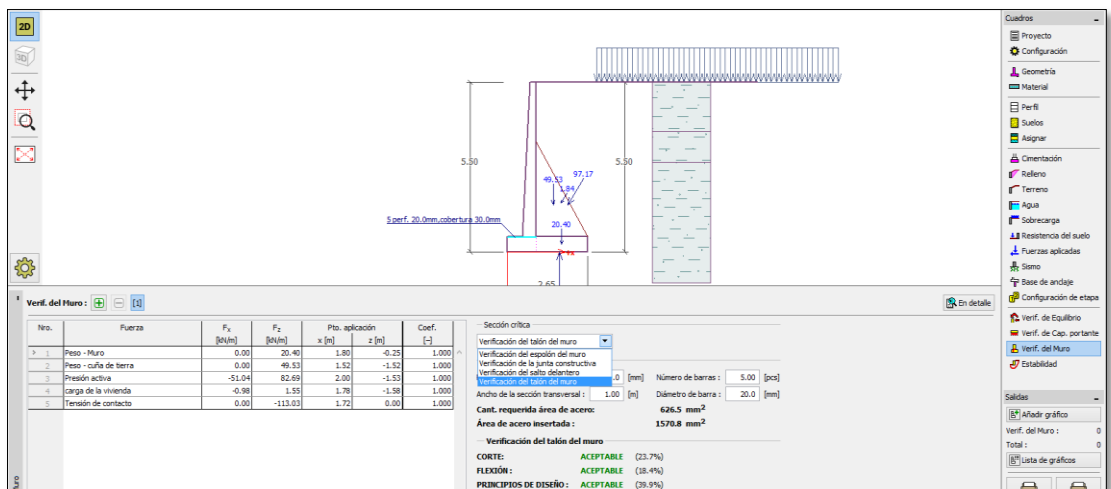 2D
3D
5.50
5.50
49.53
1.84
97.17
20.40
5 perf. 20.0mm,cobertura 30.0mm
+x
2.65
Cuadros
Proyecto
Configuración
Geometría
Material
Perfil
Suelos
Asignar
Cimentación
Relleno
Terreno
Agua
Sobrecarga
Resistencia del suelo
Fuerzas aplicadas
Sismo
Base de anclaje
Configuración de etapa
Verif. de Equilibrio
Verif. de Cap. portante
Verif. del Muro
Estabilidad
Salidas
Añadir gráfico
Verif. del Muro : 0
Total : 0
Lista de gráficos
Verif. del Muro : [1] En detalle
Nro. Fuerza Fx Fz Pto. aplicación Coef.
[kN/m] [kN/m] x [m] z [m] [-]
1 Peso - Muro 0.00 20.40 1.80 -0.25 1.000
2 Peso - cuña de tierra 0.00 49.53 1.52 -1.52 1.000
3 Presión activa -51.04 82.69 2.00 -1.53 1.000
4 carga de la vivienda -0.98 1.55 1.78 -1.58 1.000
5 Tensión de contacto 0.00 -113.03 1.72 0.00 1.000
Sección crítica
Verificación del talón del muro
Verificación del espolón del muro
Verificación de la junta constructiva
Verificación del salto delantero
Verificación del talón del muro
.0 [mm] Número de barras : 5.00 [pcs]
Ancho de la sección transversal : 1.00 [m] Diámetro de barra : 20.0 [mm]
Cant. requerida área de acero: 626.5 mm²
Área de acero insertada : 1570.8 mm²
Verificación del talón del muro
CORTE: ACEPTABLE (23.7%)
FLEXIÓN : ACEPTABLE (18.4%)
PRINCIPIOS DE DISEÑO : ACEPTABLE (39.9%)